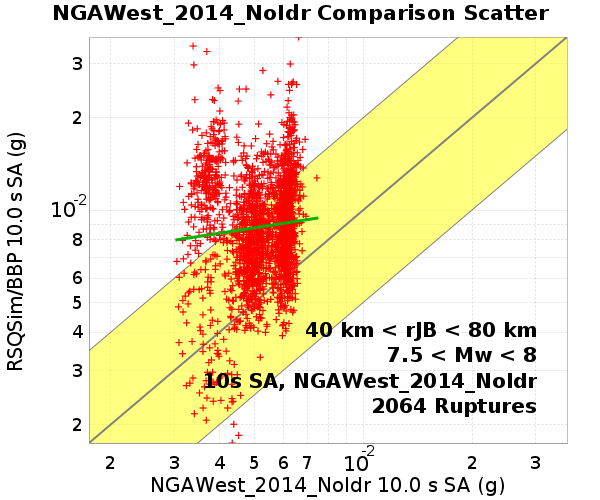 NGAWest_2014_NoIdr Comparison Scatter
RSQSim/BBP 10.0 s SA (g)
3
2
10-2
8
6
5
4
3
2
40 km < rJB < 80 km
7.5 < Mw < 8
10s SA, NGAWest_2014_NoIdr
2064 Ruptures
2 3 4 5 6 7 10-2 2 3
NGAWest_2014_NoIdr 10.0 s SA (g)